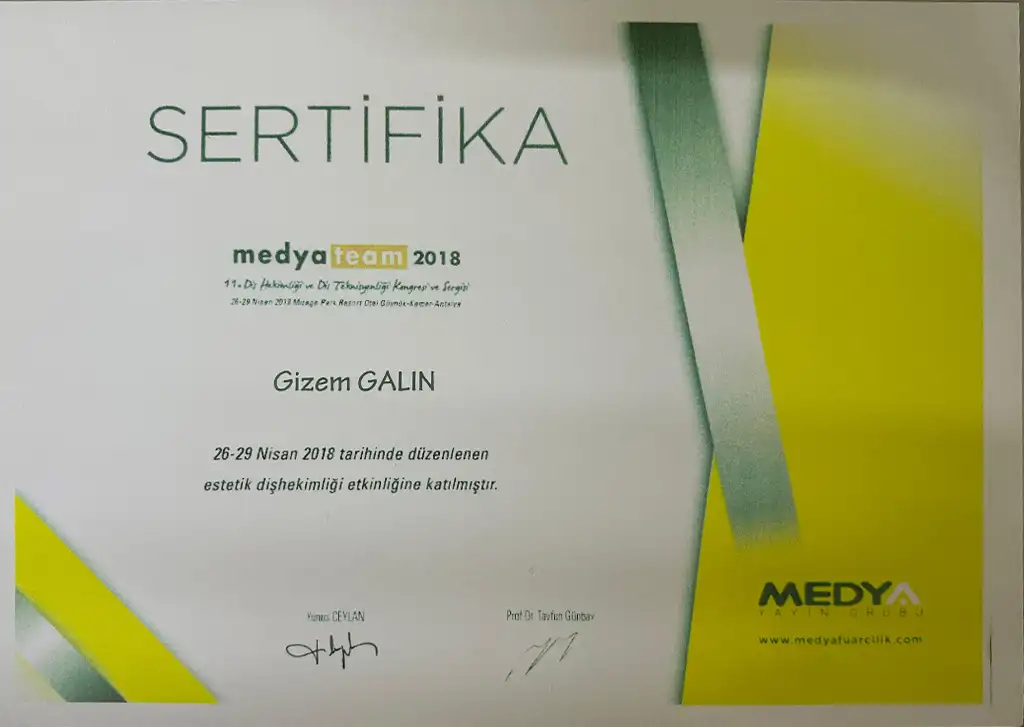 SERTİFİKA
medyateam 2018
11. Diş Hekimliği ve Diş Teknisyenliği Kongresi ve Sergisi
26-29 Nisan 2018 Mirage Park Resort Otel Göynük-Kemer-Antalya
Gizem GALIN
26-29 Nisan 2018 tarihinde düzenlenen
estetik dişhekimliği etkinliğine katılmıştır.
Yunus CEYLAN
Prof Dr Tayfun Günbay
MEDYA
YAYIN GRUBU
www.medyafuarcilik.com